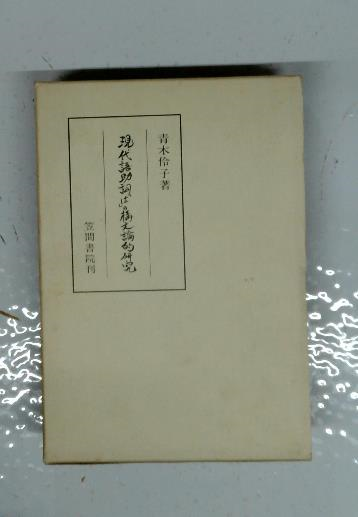 青木伶子著
現代語助詞「は」の構文論的研究
笠間書院刊